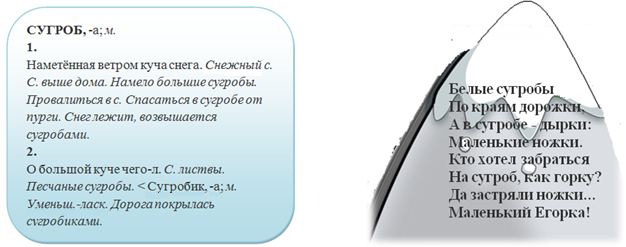 СУГРОБ, -а; м.
1.
Наметённая ветром куча снега. Снежный с.
С. выше дома. Намело большие сугробы.
Провалиться в с. Спасаться в сугробе от
пурги. Снег лежит, возвышается
сугробами.
2.
О большой куче чего-л. С. листвы.
Песчаные сугробы. < Сугробик, -а; м.
Уменьш.-ласк. Дорога покрылась
сугробиками.
Белые сугробы
По краям дорожки,
А в сугробе - дырки:
Маленькие ножки.
Кто хотел забраться
На сугроб, как горку?
Да застряли ножки...
Маленький Егорка!